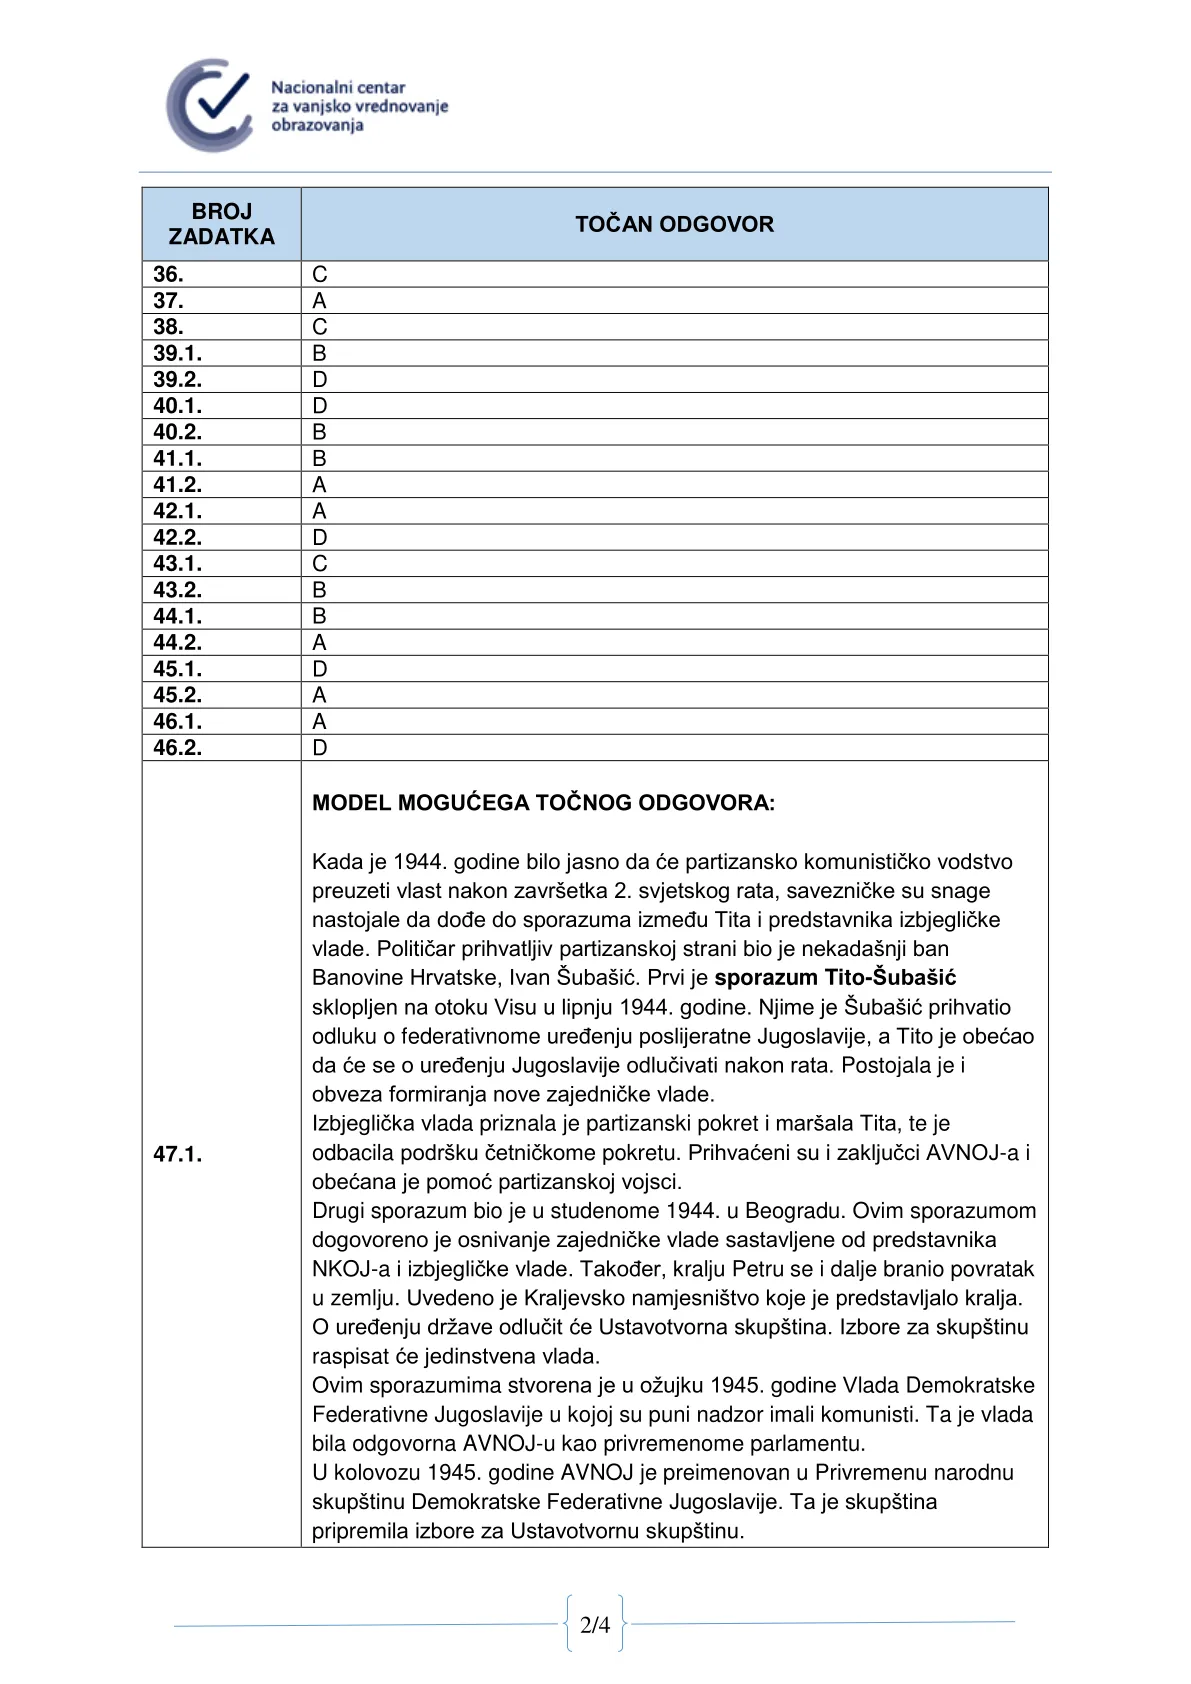 Nacionalni centar
za vanjsko vrednovanje
obrazovanja
BROJ
ZADATKA
TOČAN ODGOVOR
36. C
37. A
38. C
39.1. B
39.2. D
40.1. D
40.2. B
41.1. B
41.2. A
42.1. A
42.2. D
43.1. C
43.2. B
44.1. B
44.2. A
45.1. D
45.2. A
46.1. A
46.2. D
47.1.
MODEL MOGUĆEGA TOČNOG ODGOVORA:
Kada je 1944. godine bilo jasno da će partizansko komunističko vodstvo
preuzeti vlast nakon završetka 2. svjetskog rata, savezničke su snage
nastojale da dođe do sporazuma između Tita i predstavnika izbjegličke
vlade. Političar prihvatljiv partizanskoj strani bio je nekadašnji ban
Banovine Hrvatske, Ivan Šubašić. Prvi je sporazum Tito-Šubašić
sklopljen na otoku Visu u lipnju 1944. godine. Njime je Šubašić prihvatio
odluku o federativnome uređenju poslijeratne Jugoslavije, a Tito je obećao
da će se o uređenju Jugoslavije odlučivati nakon rata. Postojala je i
obveza formiranja nove zajedničke vlade.
Izbjeglička vlada priznala je partizanski pokret i maršala Tita, te je
odbacila podršku četničkome pokretu. Prihvaćeni su i zaključci AVNOJ-a i
obećana je pomoć partizanskoj vojsci.
Drugi sporazum bio je u studenome 1944. u Beogradu. Ovim sporazumom
dogovoreno je osnivanje zajedničke vlade sastavljene od predstavnika
NKOJ-a i izbjegličke vlade. Također, kralju Petru se i dalje branio povratak
u zemlju. Uvedeno je Kraljevsko namjesništvo koje je predstavljalo kralja.
O uređenju države odlučit će Ustavotvorna skupština. Izbore za skupštinu
raspisat će jedinstvena vlada.
Ovim sporazumima stvorena je u ožujku 1945. godine Vlada Demokratske
Federativne Jugoslavije u kojoj su puni nadzor imali komunisti. Ta je vlada
bila odgovorna AVNOJ-u kao privremenome parlamentu.
U kolovozu 1945. godine AVNOJ je preimenovan u Privremenu narodnu
skupštinu Demokratske Federativne Jugoslavije. Ta je skupština
pripremila izbore za Ustavotvornu skupštinu.
2/4